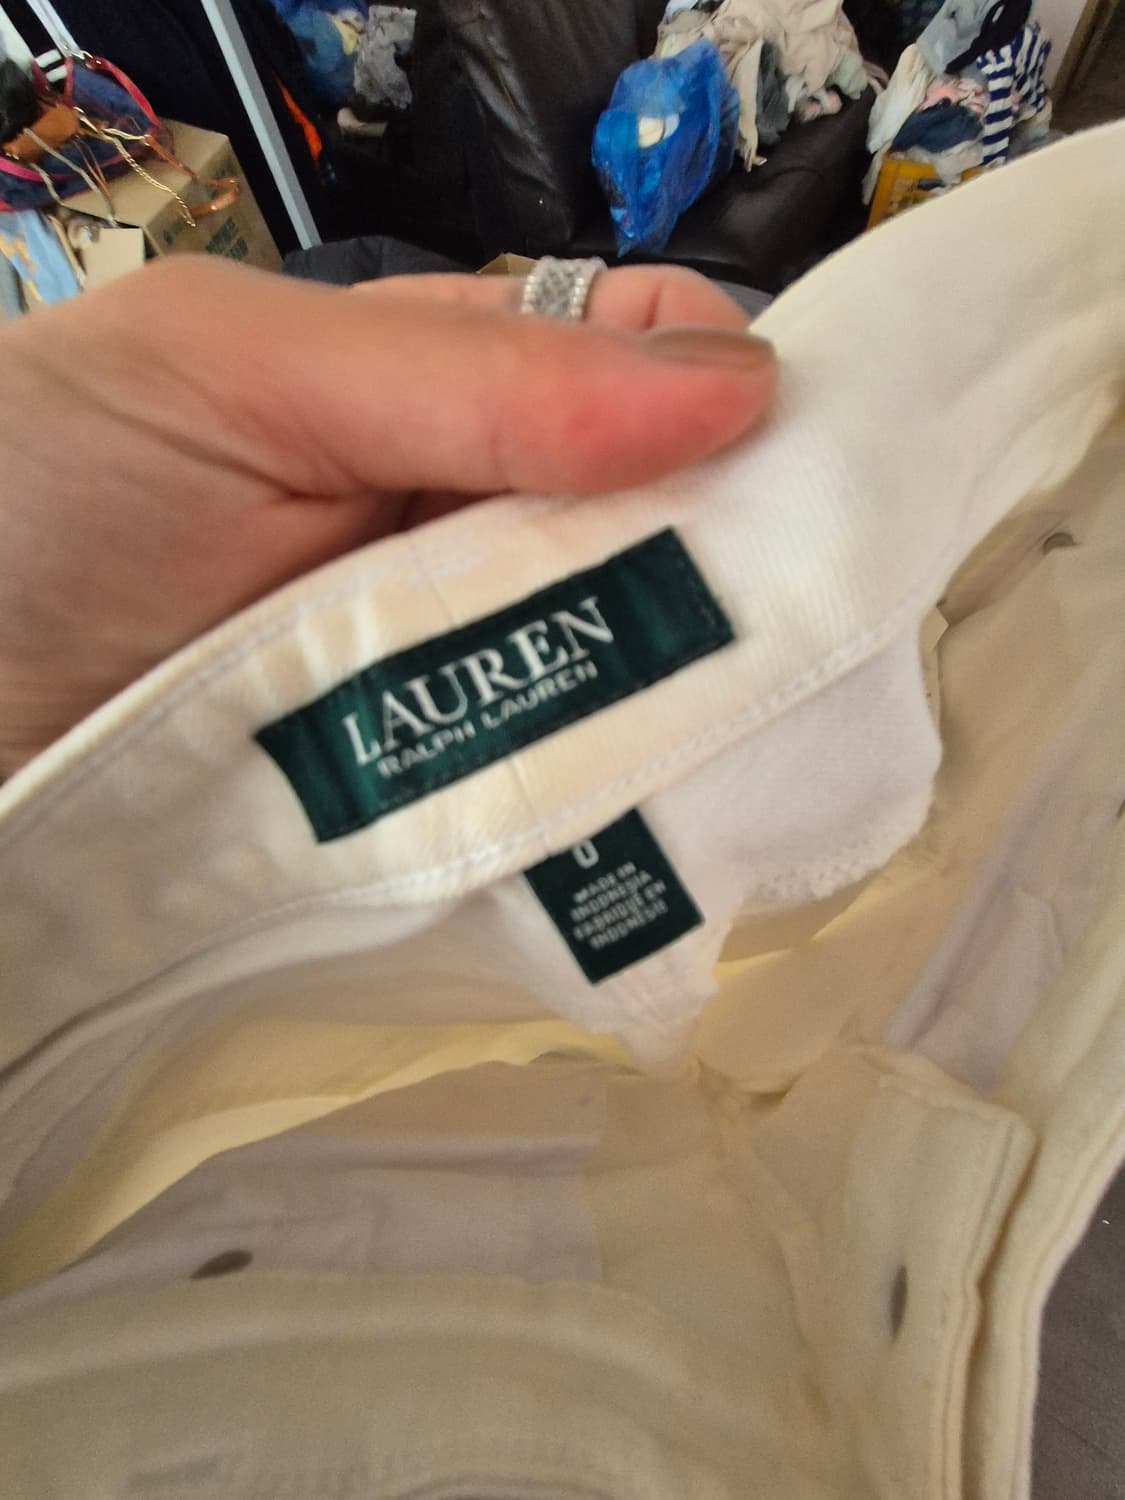 LAUREN
RALPH LAUREN
0
MADE IN
INDONESIA
FABRIQUÉ EN
INDONÉSIE